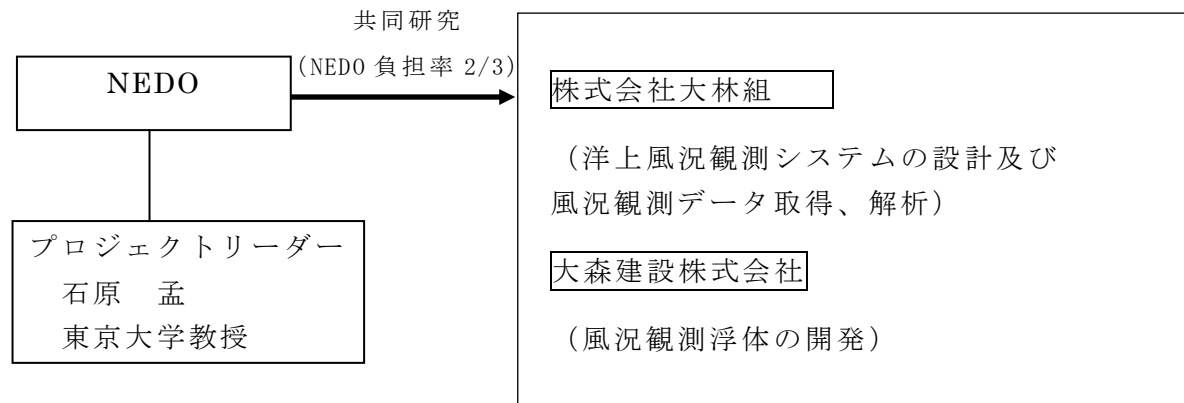 共同研究
（NEDO 負担率 2/3）
NEDO
プロジェクトリーダー
石原　孟
東京大学教授
株式会社大林組
（洋上風況観測システムの設計及び
風況観測データ取得、解析）
大森建設株式会社
（風況観測浮体の開発）